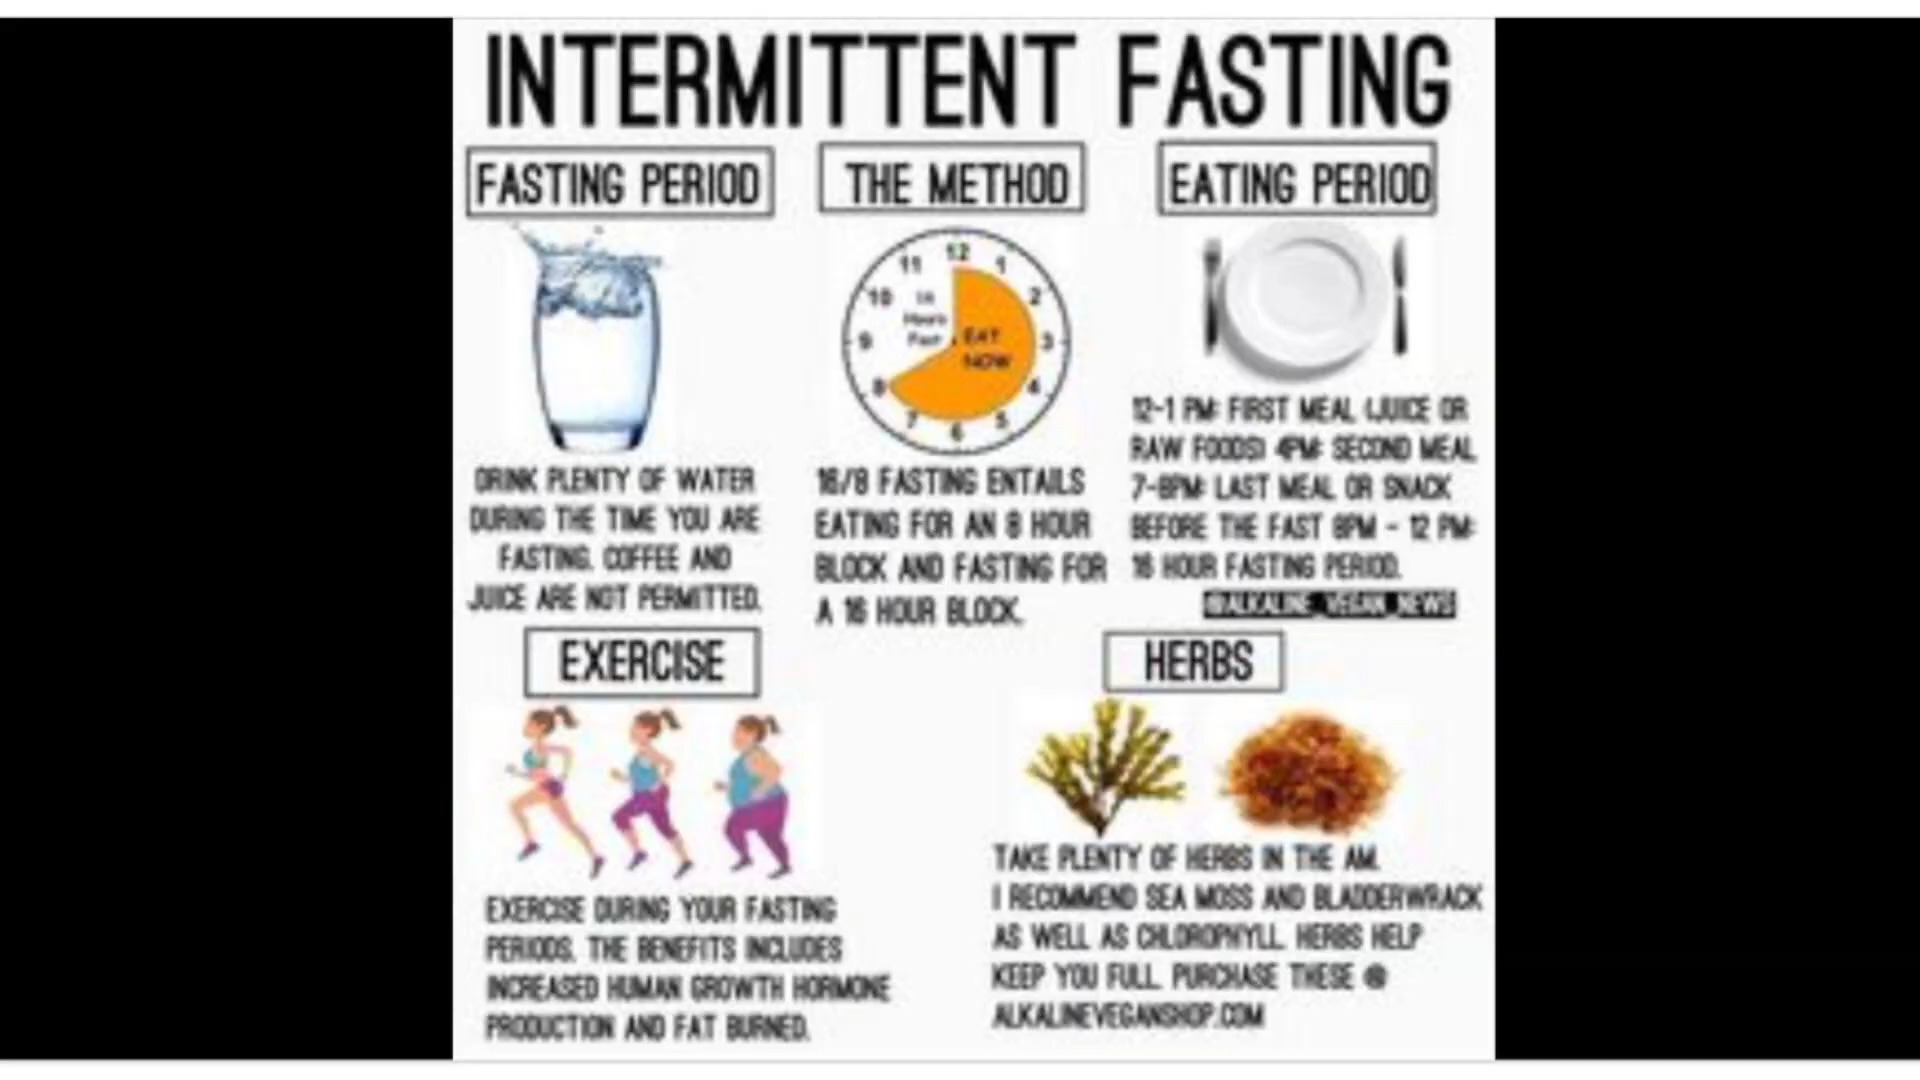 INTERMITTENT FASTING
FASTING PERIOD
DRINK PLENTY OF WATER
DURING THE TIME YOU ARE
FASTING. COFFEE AND
JUICE ARE NOT PERMITTED.
THE METHOD
12
1
2
3
4
5
6
7
8
9
10
11
16
Hours
Fast
EAT
NOW
16/8 FASTING ENTAILS
EATING FOR AN 8 HOUR
BLOCK AND FASTING FOR
A 16 HOUR BLOCK.
EATING PERIOD
12-1 PM: FIRST MEAL (JUICE OR
RAW FOODS) 4PM: SECOND MEAL
7-8PM: LAST MEAL OR SNACK
BEFORE THE FAST 8PM - 12 PM:
16 HOUR FASTING PERIOD.
@ALKALINE_VEGAN_NEWS
EXERCISE
EXERCISE DURING YOUR FASTING
PERIODS. THE BENEFITS INCLUDES
INCREASED HUMAN GROWTH HORMONE
PRODUCTION AND FAT BURNED.
HERBS
TAKE PLENTY OF HERBS IN THE AM.
I RECOMMEND SEA MOSS AND BLADDERWRACK
AS WELL AS CHLOROPHYLL. HERBS HELP
KEEP YOU FULL. PURCHASE THESE @
ALKALINEVEGANSHOP.COM